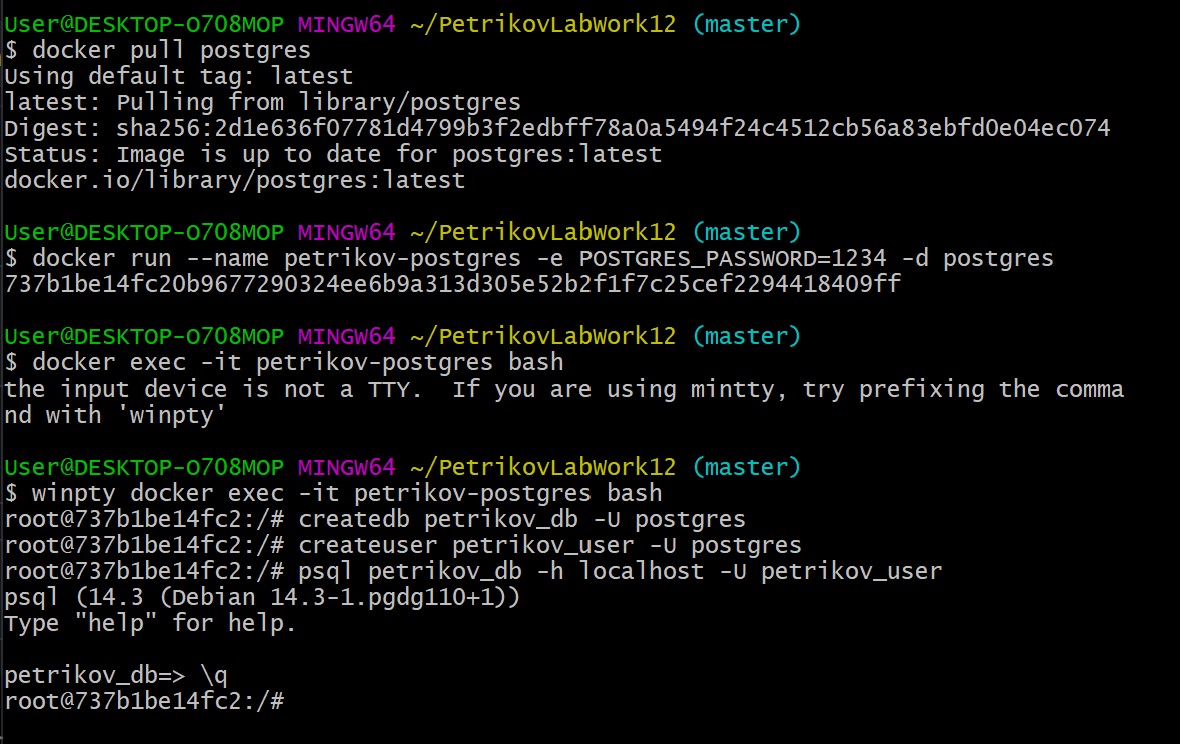 User@DESKTOP-O708MOP MINGW64 ~/PetrikovLabWork12 (master)
$ docker pull postgres
Using default tag: latest
latest: Pulling from library/postgres
Digest: sha256:2d1e636f07781d4799b3f2edbff78a0a5494f24c4512cb56a83ebfd0e04ec074
Status: Image is up to date for postgres:latest
docker.io/library/postgres:latest
User@DESKTOP-O708MOP MINGW64 ~/PetrikovLabWork12 (master)
$ docker run --name petrikov-postgres -e POSTGRES_PASSWORD=1234 -d postgres
737b1be14fc20b9677290324ee6b9a313d305e52b2f1f7c25cef2294418409ff
User@DESKTOP-O708MOP MINGW64 ~/PetrikovLabWork12 (master)
$ docker exec -it petrikov-postgres bash
the input device is not a TTY.  If you are using mintty, try prefixing the comma
nd with 'winpty'
User@DESKTOP-O708MOP MINGW64 ~/PetrikovLabWork12 (master)
$ winpty docker exec -it petrikov-postgres bash
root@737b1be14fc2:/# createdb petrikov_db -U postgres
root@737b1be14fc2:/# createuser petrikov_user -U postgres
root@737b1be14fc2:/# psql petrikov_db -h localhost -U petrikov_user
psql (14.3 (Debian 14.3-1.pgdg110+1))
Type "help" for help.
petrikov_db=> \q
root@737b1be14fc2:/#